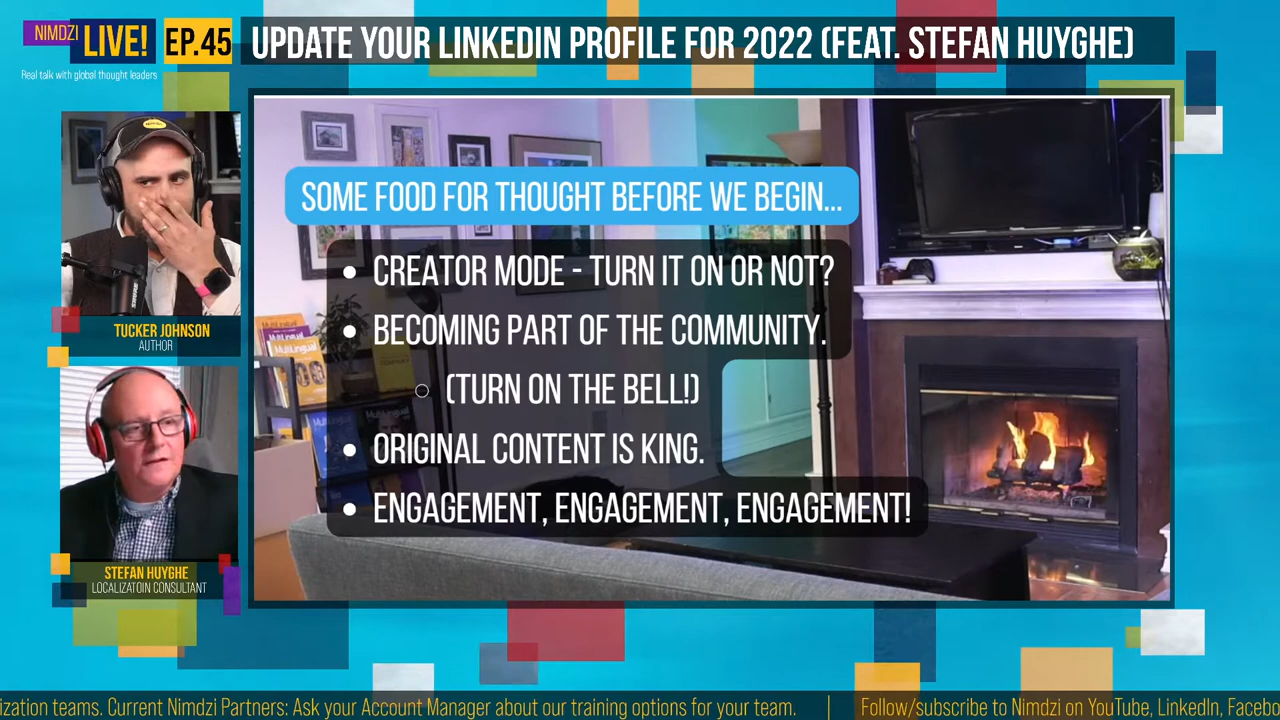 NIMDZI
LIVE!
Real talk with global thought leaders
EP.45
UPDATE YOUR LINKEDIN PROFILE FOR 2022 (FEAT. STEFAN HUYGHE)
TUCKER JOHNSON
AUTHOR
STEFAN HUYGHE
LOCALIZATOIN CONSULTANT
SOME FOOD FOR THOUGHT BEFORE WE BEGIN...
• CREATOR MODE - TURN IT ON OR NOT?
• BECOMING PART OF THE COMMUNITY.
○ (TURN ON THE BELL!)
• ORIGINAL CONTENT IS KING.
• ENGAGEMENT, ENGAGEMENT, ENGAGEMENT!
MultiLingual
MultiLingual
MultiLingual
SHURE
ization teams. Current Nimdzi Partners: Ask your Account Manager about our training options for your team. | Follow/subscribe to Nimdzi on YouTube, LinkedIn, Facebo